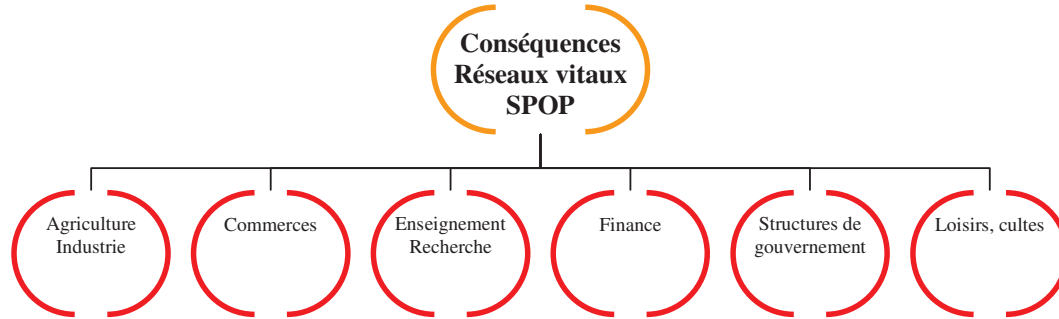 Conséquences
Réseaux vitaux
SPOP
Agriculture
Industrie
Commerces
Enseignement
Recherche
Finance
Structures de
gouvernement
Loisirs, cultes